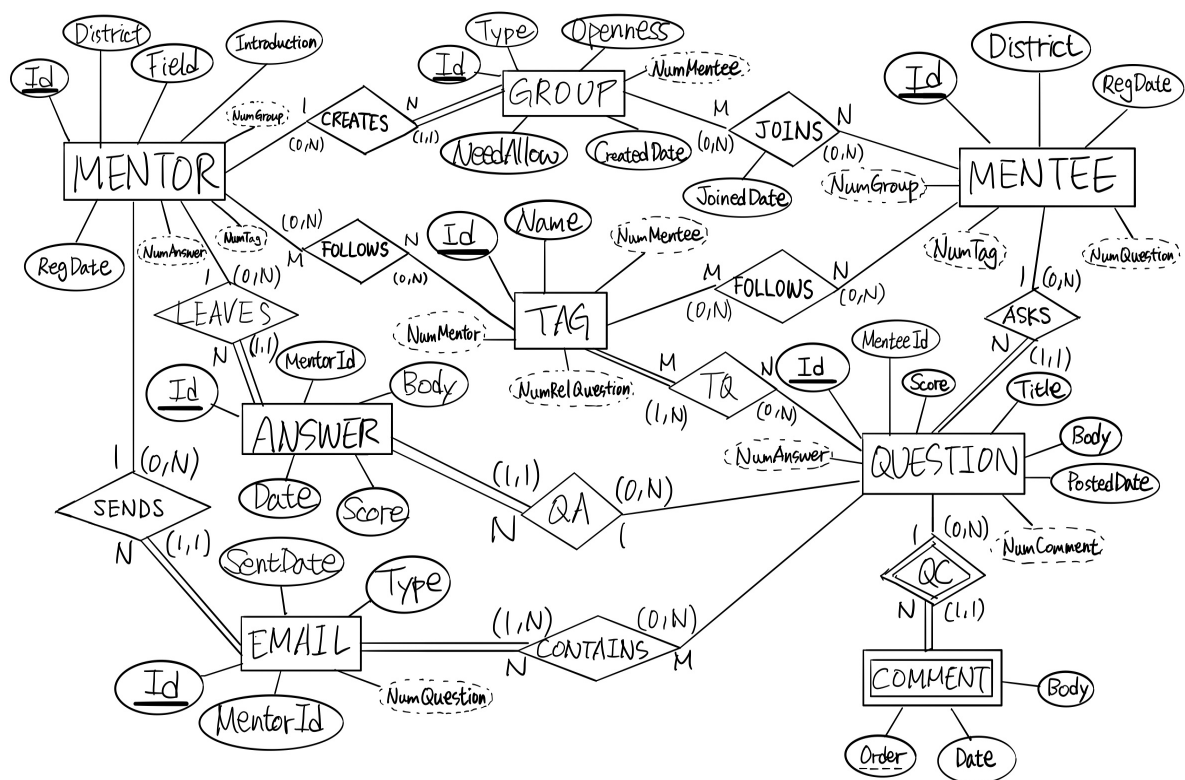 District
Introduction
Id
Field
NumGroup
MENTOR
RegDate
NumAnswer
NumTag
1
(0,N)
CREATES
N
(1,1)
Type
Openness
Id
NumMentee
GROUP
NeedAllow
CreatedDate
M
(0,N)
JOINS
N
(0,N)
JoinedDate
District
Id
RegDate
MENTEE
NumGroup
NumTag
NumQuestion
(0,N)
M
FOLLOWS
N
(0,N)
Id
Name
NumMentee
TAG
NumMentor
NumRelQuestion
M
(0,N)
FOLLOWS
N
(0,N)
1
(0,N)
ASKS
N
(1,1)
1
(0,N)
LEAVES
N
(1,1)
MentorId
Id
Body
ANSWER
Date
Score
M
(1,N)
TQ
N
(0,N)
MenteeId
Id
Score
Title
NumAnswer
QUESTION
Body
PostedDate
NumComment
1
(0,N)
SENDS
N
(1,1)
(1,1)
N
QA
(0,N)
1
SentDate
Type
EMAIL
Id
MentorId
NumQuestion
(1,N)
N
CONTAINS
(0,N)
M
1
(0,N)
QC
N
(1,1)
COMMENT
Body
Order
Date